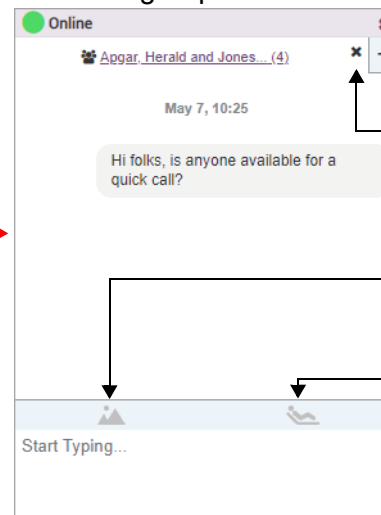 Online
Apgar, Herald and Jones... (4)
May 7, 10:25
Hi folks, is anyone available for a
quick call?
Start Typing...